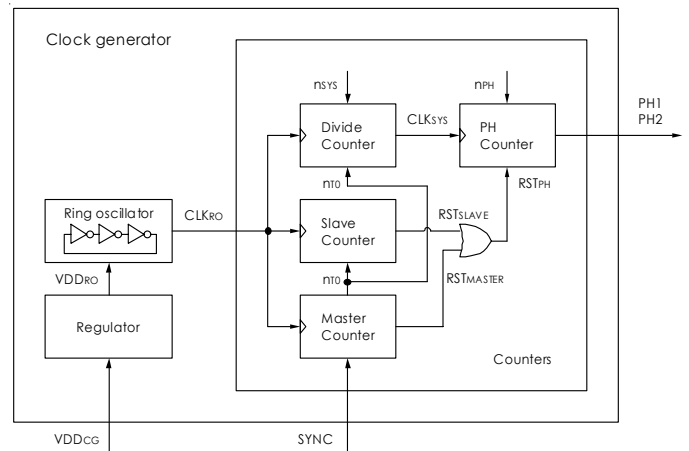 Clock generator
nSYS
nPH
PH1
PH2
Divide
Counter
CLKSYS
PH
Counter
nT0
RSTPH
Ring oscillator
CLKRO
Slave
Counter
RSTSLAVE
VDDRO
nT0
RSTMASTER
Regulator
Master
Counter
Counters
VDDCG
SYNC